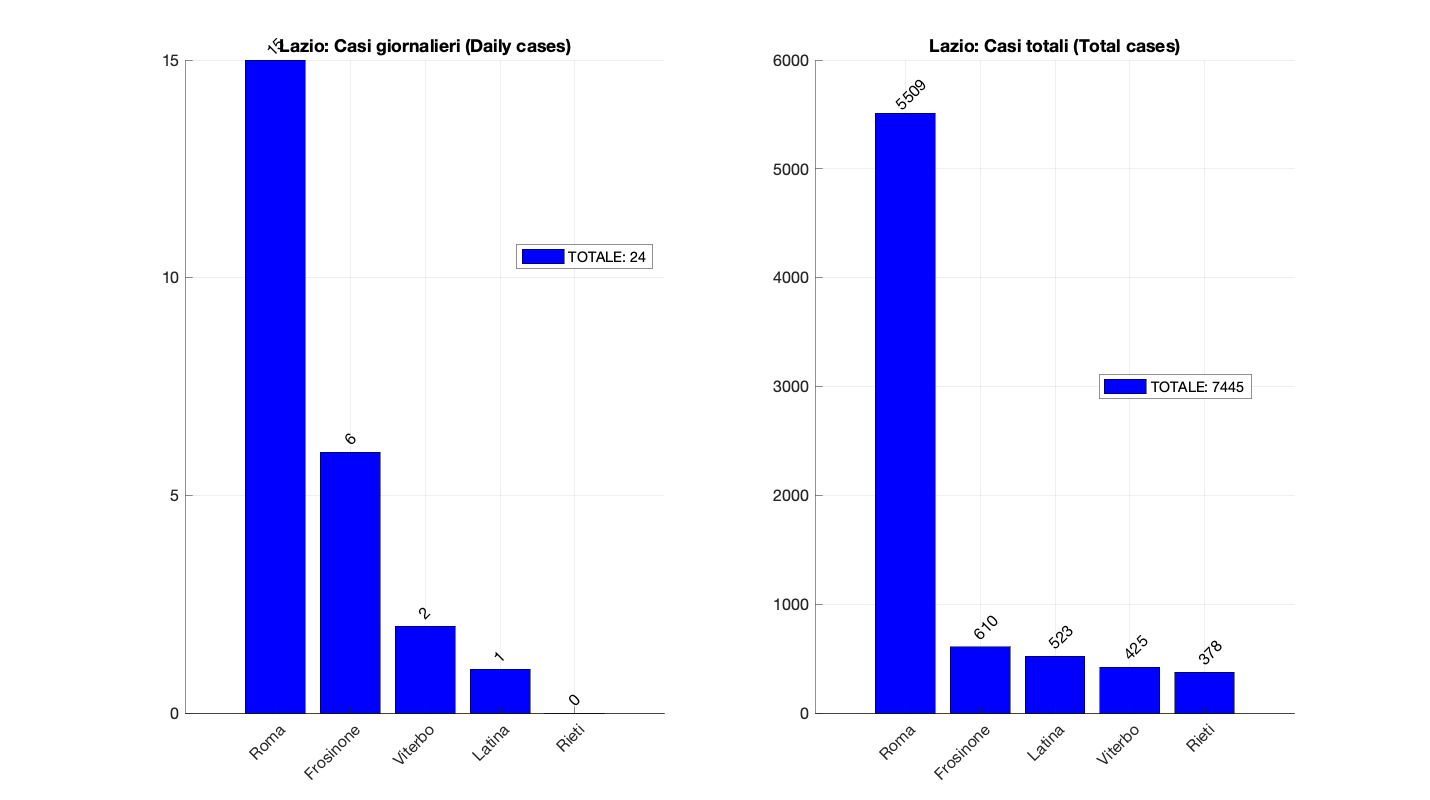 Lazio: Casi giornalieri (Daily cases)
15
15
10
5
0
6
2
1
0
TOTALE: 24
Roma
Frosinone
Viterbo
Latina
Rieti
Lazio: Casi totali (Total cases)
6000
5000
4000
3000
2000
1000
0
5509
610
523
425
378
TOTALE: 7445
Roma
Frosinone
Latina
Viterbo
Rieti